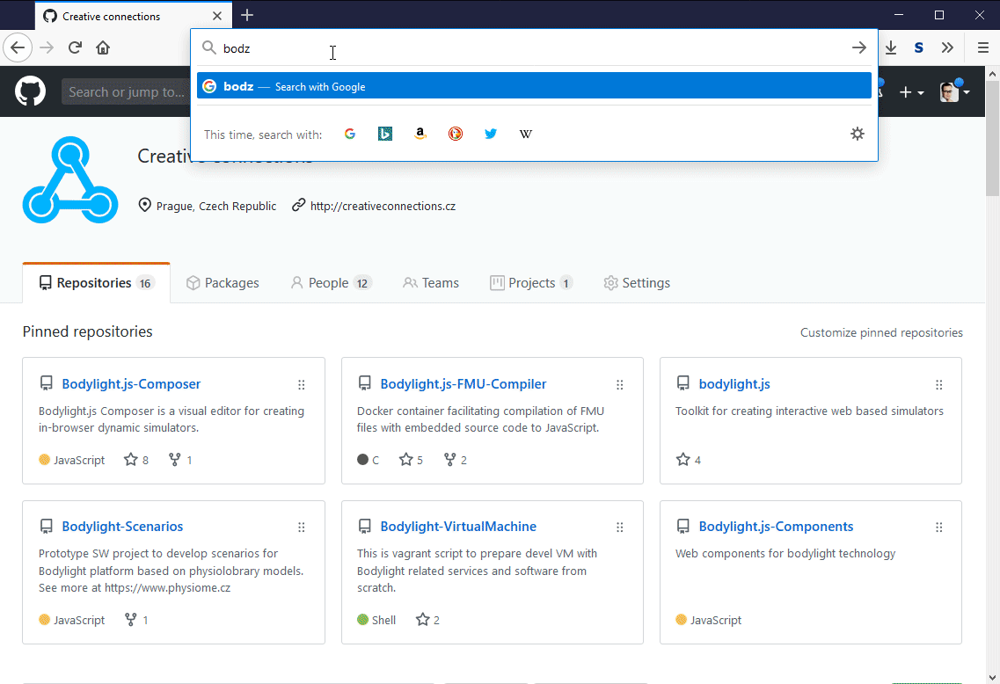 Creative connections
bodz
S
bodz — Search with Google
Search or jump to...
This time, search with:
W
Creative connections
Prague, Czech Republic
http://creativeconnections.cz
Repositories 16
Packages
People 12
Teams
Projects 1
Settings
Pinned repositories
Customize pinned repositories
Bodylight.js-Composer
Bodylight.js Composer is a visual editor for creating
in-browser dynamic simulators.
JavaScript 8 1
Bodylight.js-FMU-Compiler
Docker container facilitating compilation of FMU
files with embedded source code to JavaScript.
C 5 2
bodylight.js
Toolkit for creating interactive web based simulators
4
Bodylight-Scenarios
Prototype SW project to develop scenarios for
Bodylight platform based on physiolobrary models.
See more at https://www.physiome.cz
JavaScript 1
Bodylight-VirtualMachine
This is vagrant script to prepare devel VM with
Bodylight related services and software from
scratch.
Shell 2
Bodylight.js-Components
Web components for bodylight technology
JavaScript